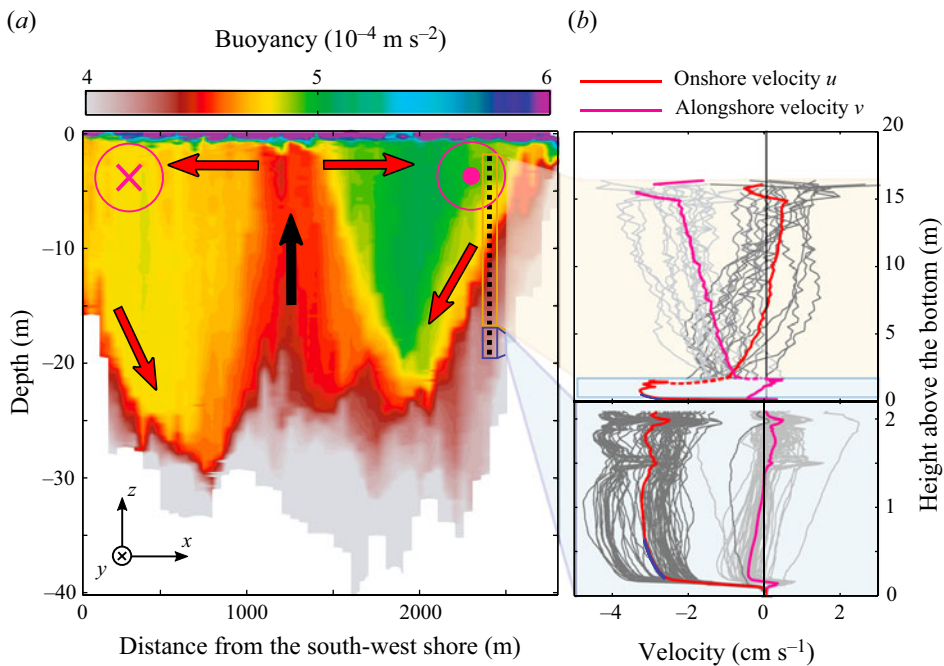 (a)
Buoyancy (10−4 m s−2)
4 5 6
0
−10
−20
−30
−40
Depth (m)
z
x
y
0 1000 2000
Distance from the south-west shore (m)
(b)
Onshore velocity u
Alongshore velocity v
20
15
10
5
0
2
1
0
Height above the bottom (m)
−4 −2 0 2
Velocity (cm s−1)